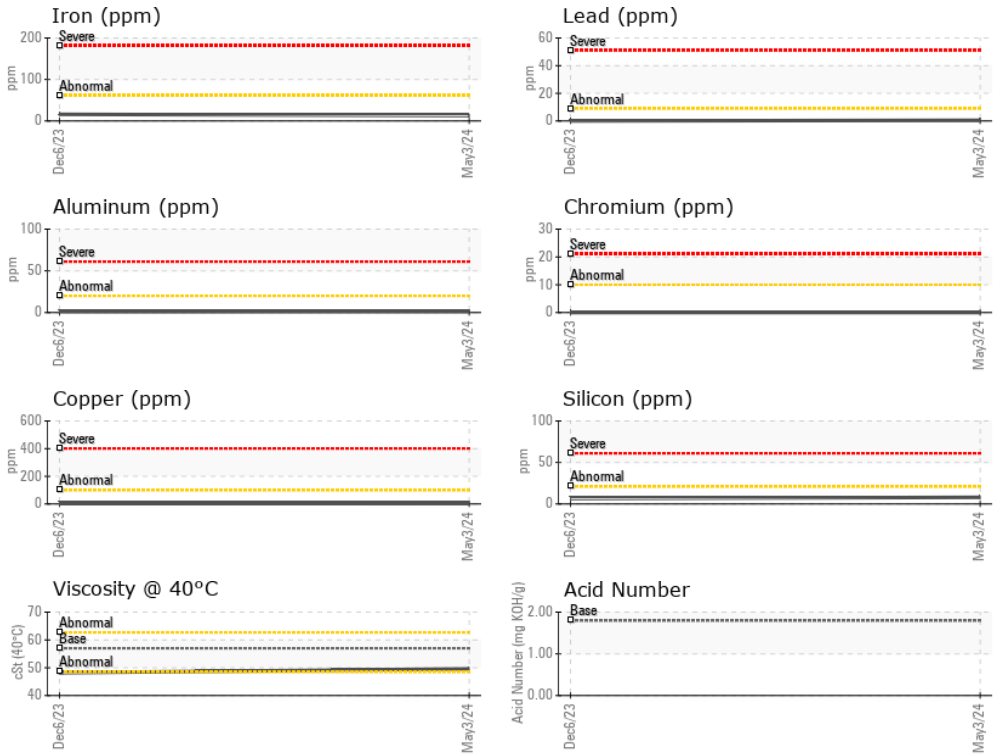 Iron (ppm)
200
100
0
ppm
Severe
Abnormal
Dec6/23
May3/24
Lead (ppm)
60
40
20
0
ppm
Severe
Abnormal
Dec6/23
May3/24
Aluminum (ppm)
100
50
0
ppm
Severe
Abnormal
Dec6/23
May3/24
Chromium (ppm)
30
20
10
0
ppm
Severe
Abnormal
Dec6/23
May3/24
Copper (ppm)
600
400
200
0
ppm
Severe
Abnormal
Dec6/23
May3/24
Silicon (ppm)
100
50
0
ppm
Severe
Abnormal
Dec6/23
May3/24
Viscosity @ 40°C
70
60
50
40
cSt (40°C)
Abnormal
Base
Abnormal
Dec6/23
May3/24
Acid Number
2.00
1.00
0.00
Acid Number (mg KOH/g)
Base
Dec6/23
May3/24